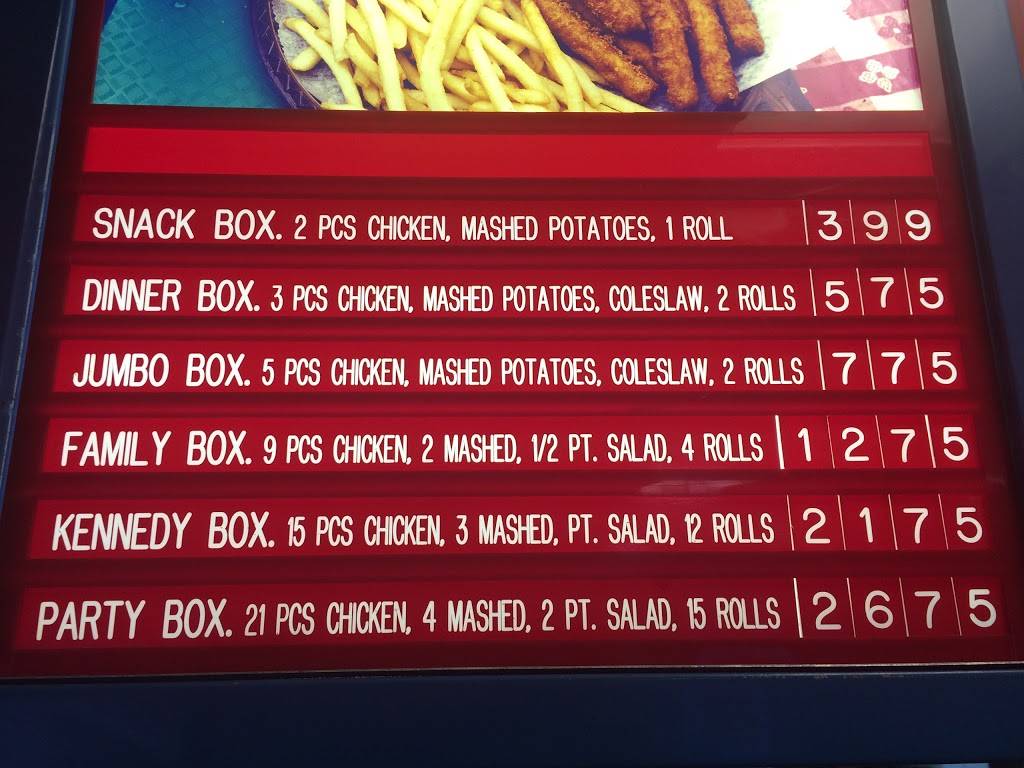 SNACK BOX. 2 PCS CHICKEN, MASHED POTATOES, 1 ROLL 3 9 9
DINNER BOX. 3 PCS CHICKEN, MASHED POTATOES, COLESLAW, 2 ROLLS 5 7 5
JUMBO BOX. 5 PCS CHICKEN, MASHED POTATOES, COLESLAW, 2 ROLLS 7 7 5
FAMILY BOX. 9 PCS CHICKEN, 2 MASHED, 1/2 PT. SALAD, 4 ROLLS 1 2 7 5
KENNEDY BOX. 15 PCS CHICKEN, 3 MASHED, PT. SALAD, 12 ROLLS 2 1 7 5
PARTY BOX. 21 PCS CHICKEN, 4 MASHED, 2 PT. SALAD, 15 ROLLS 2 6 7 5